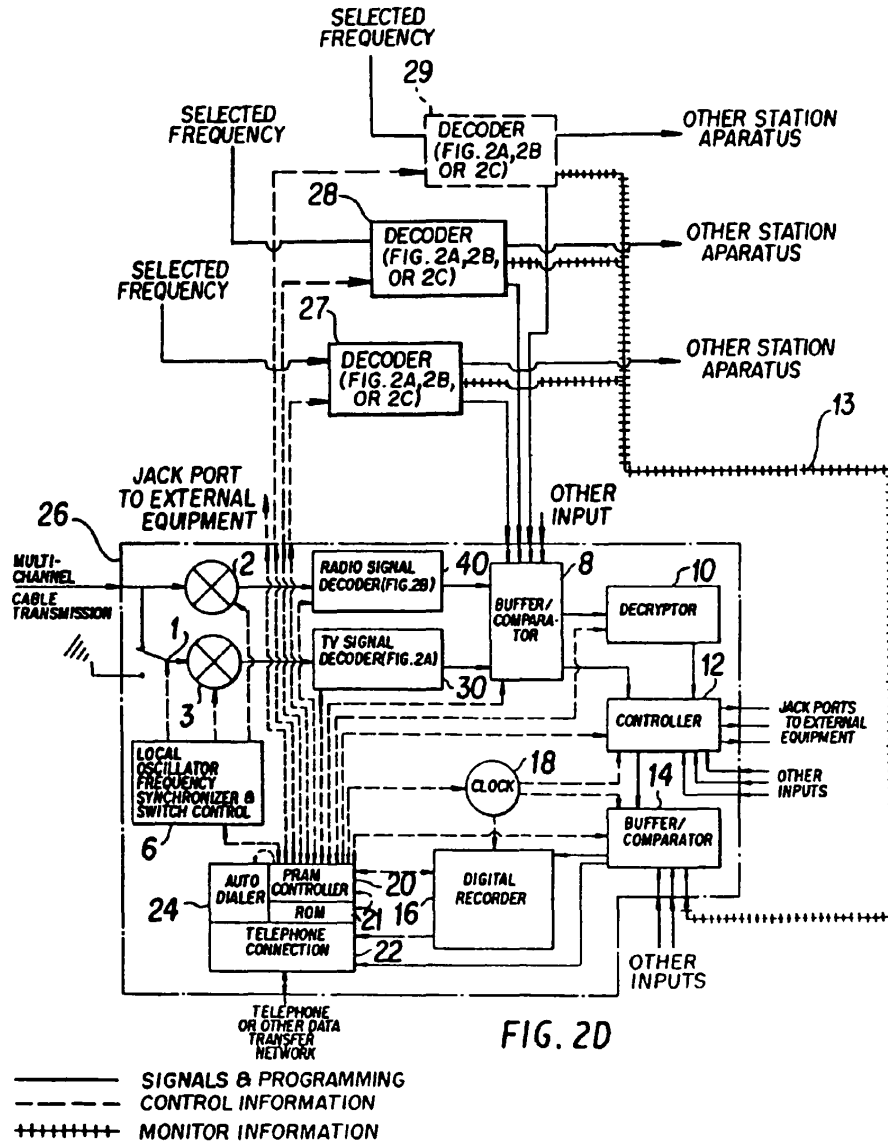 SELECTED
FREQUENCY
29
DECODER
(FIG. 2A, 2B
OR 2C)
OTHER STATION
APPARATUS
SELECTED
FREQUENCY
28
DECODER
(FIG. 2A, 2B,
OR 2C)
OTHER STATION
APPARATUS
SELECTED
FREQUENCY
27
DECODER
(FIG. 2A, 2B,
OR 2C)
OTHER STATION
APPARATUS
13
JACK PORT
TO EXTERNAL
EQUIPMENT
OTHER
INPUT
26
MULTI-
CHANNEL
CABLE
TRANSMISSION
2
RADIO SIGNAL
DECODER (FIG. 2B)
40
8
BUFFER/
COMPARA-
TOR
10
DECRYPTOR
1
3
TV SIGNAL
DECODER (FIG. 2A)
30
12
CONTROLLER
JACK PORTS
TO EXTERNAL
EQUIPMENT
OTHER
INPUTS
LOCAL
OSCILLATOR
FREQUENCY
SYNCHRONIZER &
SWITCH CONTROL
6
CLOCK
18
14
BUFFER/
COMPARATOR
24
AUTO
DIALER
PRAM
CONTROLLER
20
ROM
21
TELEPHONE
CONNECTION
22
16
DIGITAL
RECORDER
OTHER
INPUTS
TELEPHONE
OR OTHER DATA
TRANSFER
NETWORK
FIG. 2D
SIGNALS & PROGRAMMING
CONTROL INFORMATION
MONITOR INFORMATION